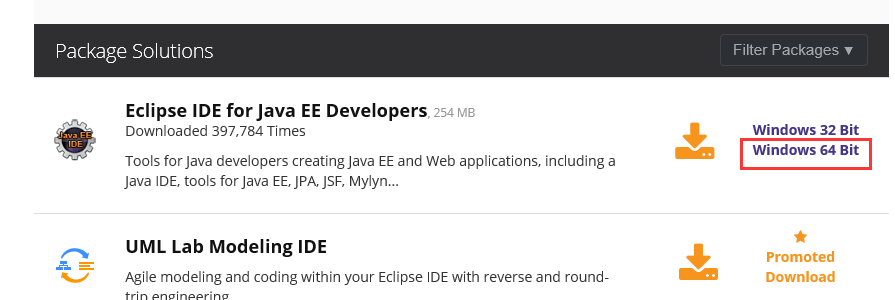 Package Solutions
Filter Packages ▼
Eclipse IDE for Java EE Developers, 254 MB
Downloaded 397,784 Times
Java EE
IDE
Tools for Java developers creating Java EE and Web applications, including a
Java IDE, tools for Java EE, JPA, JSF, Mylyn...
Windows 32 Bit
Windows 64 Bit
UML Lab Modeling IDE
Agile modeling and coding within your Eclipse IDE with reverse and round-
trip engineering
Promoted
Download